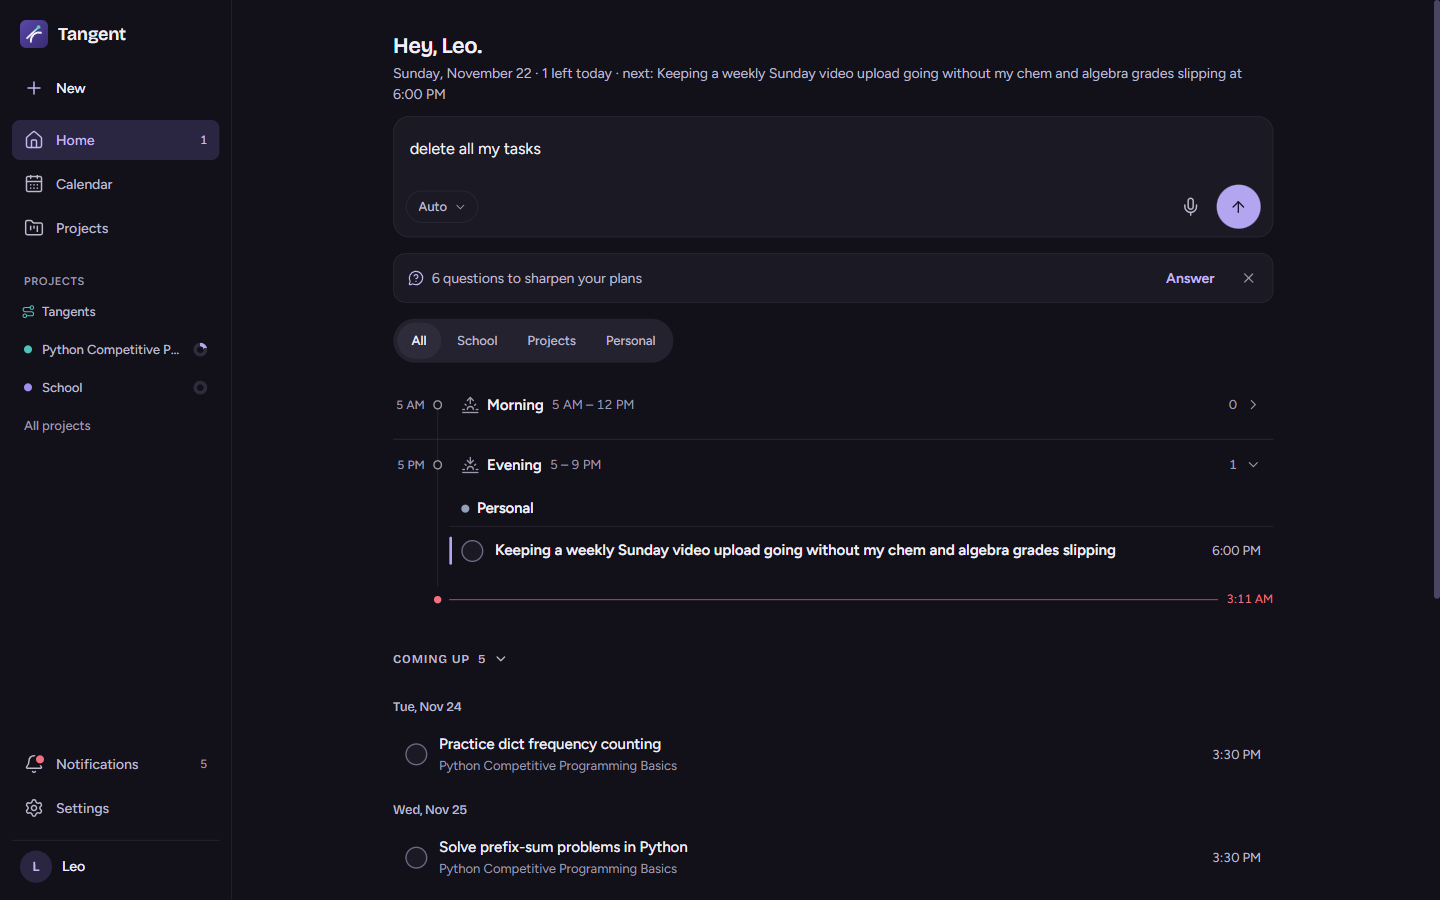 Tangent
New
Home 1
Calendar
Projects
PROJECTS
Tangents
Python Competitive P...
School
All projects
Notifications 5
Settings
L Leo
Hey, Leo.
Sunday, November 22 · 1 left today · next: Keeping a weekly Sunday video upload going without my chem and algebra grades slipping at
6:00 PM
delete all my tasks
Auto
6 questions to sharpen your plans Answer
All School Projects Personal
5 AM Morning 5 AM – 12 PM 0
5 PM Evening 5 – 9 PM 1
Personal
Keeping a weekly Sunday video upload going without my chem and algebra grades slipping 6:00 PM
3:11 AM
COMING UP 5
Tue, Nov 24
Practice dict frequency counting
Python Competitive Programming Basics
3:30 PM
Wed, Nov 25
Solve prefix-sum problems in Python
Python Competitive Programming Basics
3:30 PM